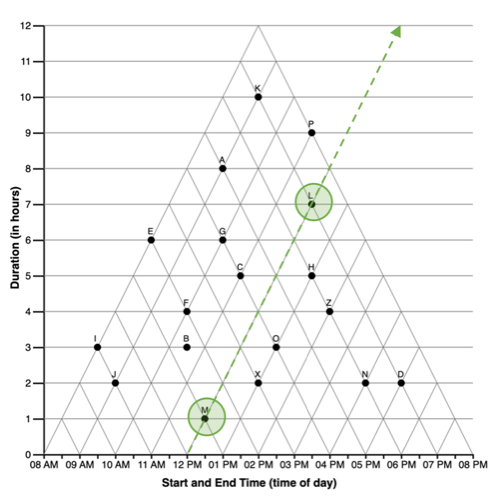 12
11
K
10
P
9
A
8
L
7
E
G
6
C
H
5
F
Z
4
I
B
O
3
J
X
N
D
2
M
1
0
Duration (in hours)
08 AM 09 AM 10 AM 11 AM 12 PM 01 PM 02 PM 03 PM 04 PM 05 PM 06 PM 07 PM 08 PM
Start and End Time (time of day)